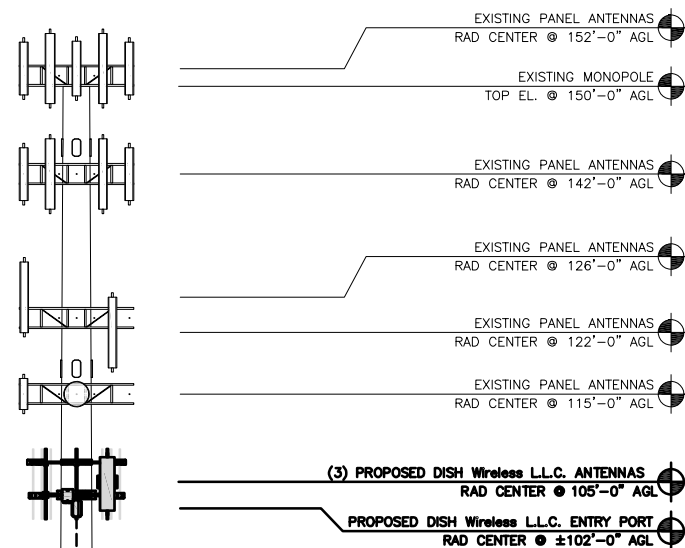 EXISTING PANEL ANTENNAS
RAD CENTER @ 152'-0" AGL
EXISTING MONOPOLE
TOP EL. @ 150'-0" AGL
EXISTING PANEL ANTENNAS
RAD CENTER @ 142'-0" AGL
EXISTING PANEL ANTENNAS
RAD CENTER @ 126'-0" AGL
EXISTING PANEL ANTENNAS
RAD CENTER @ 122'-0" AGL
EXISTING PANEL ANTENNAS
RAD CENTER @ 115'-0" AGL
(3) PROPOSED DISH Wireless L.L.C. ANTENNAS
RAD CENTER @ 105'-0" AGL
PROPOSED DISH Wireless L.L.C. ENTRY PORT
RAD CENTER @ ±102'-0" AGL